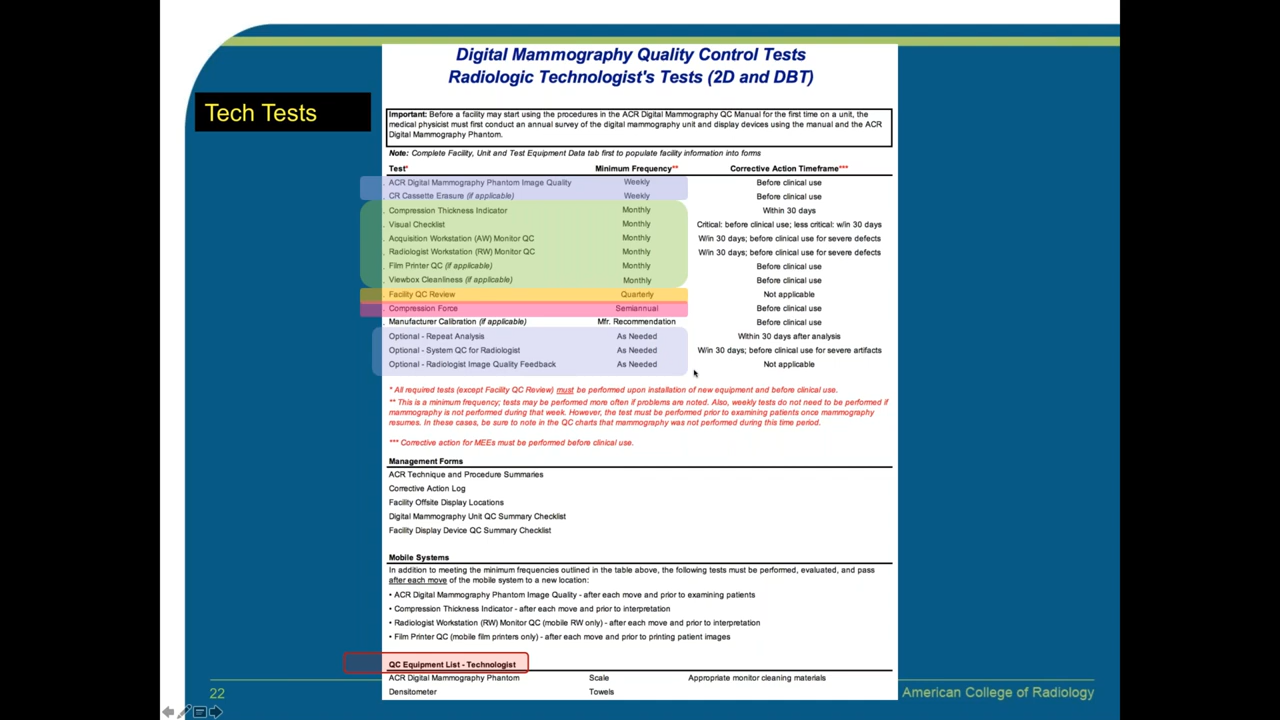 Digital Mammography Quality Control Tests
Radiologic Technologist's Tests (2D and DBT)
Tech Tests
Important: Before a facility may start using the procedures in the ACR Digital Mammography QC Manual for the first time on a unit, the
medical physicist must first conduct an annual survey of the digital mammography unit and display devices using the manual and the ACR
Digital Mammography Phantom.
Note: Complete Facility, Unit and Test Equipment Data tab first to populate facility information into forms
Test* Minimum Frequency** Corrective Action Timeframe***
ACR Digital Mammography Phantom Image Quality Weekly Before clinical use
CR Cassette Erasure (if applicable) Weekly Before clinical use
Compression Thickness Indicator Monthly Within 30 days
Visual Checklist Monthly Critical: before clinical use; less critical: w/in 30 days
Acquisition Workstation (AW) Monitor QC Monthly W/in 30 days; before clinical use for severe defects
Radiologist Workstation (RW) Monitor QC Monthly W/in 30 days; before clinical use for severe defects
Film Printer QC (if applicable) Monthly Before clinical use
Viewbox Cleanliness (if applicable) Monthly Before clinical use
Facility QC Review Quarterly Not applicable
Compression Force Semiannual Before clinical use
Manufacturer Calibration (if applicable) Mfr. Recommendation Before clinical use
Optional - Repeat Analysis As Needed Within 30 days after analysis
Optional - System QC for Radiologist As Needed W/in 30 days; before clinical use for severe artifacts
Optional - Radiologist Image Quality Feedback As Needed Not applicable
* All required tests (except Facility QC Review) must be performed upon installation of new equipment and before clinical use.
** This is a minimum frequency; tests may be performed more often if problems are noted. Also, weekly tests do not need to be performed if
mammography is not performed during that week. However, the test must be performed prior to examining patients once mammography
resumes. In these cases, be sure to note in the QC charts that mammography was not performed during this time period.
*** Corrective action for MEEs must be performed before clinical use.
Management Forms
ACR Technique and Procedure Summaries
Corrective Action Log
Facility Offsite Display Locations
Digital Mammography Unit QC Summary Checklist
Facility Display Device QC Summary Checklist
Mobile Systems
In addition to meeting the minimum frequencies outlined in the table above, the following tests must be performed, evaluated, and pass
after each move of the mobile system to a new location:
• ACR Digital Mammography Phantom Image Quality - after each move and prior to examining patients
• Compression Thickness Indicator - after each move and prior to interpretation
• Radiologist Workstation (RW) Monitor QC (mobile RW only) - after each move and prior to interpretation
• Film Printer QC (mobile film printers only) - after each move and prior to printing patient images
QC Equipment List - Technologist
ACR Digital Mammography Phantom Scale Appropriate monitor cleaning materials
Densitometer Towels
22
American College of Radiology